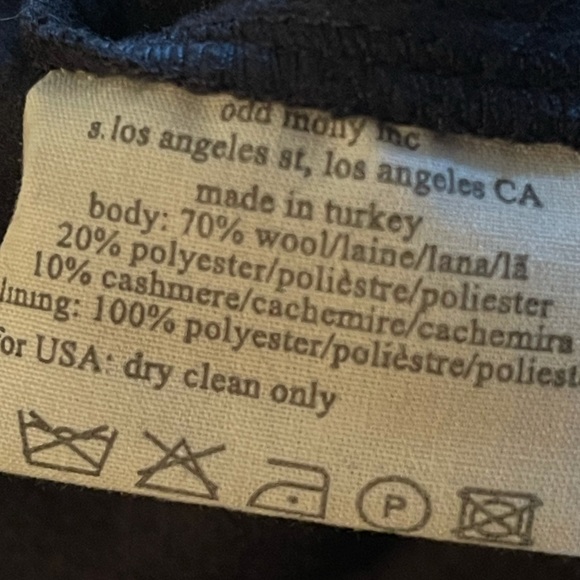 odd molly inc
s. los angeles st, los angeles CA
made in turkey
body: 70% wool/laine/lana/lã
20% polyester/polièstre/poliester
10% cashmere/cachemire/cachemira
lining: 100% polyester/polièstre/poliest
for USA: dry clean only
P